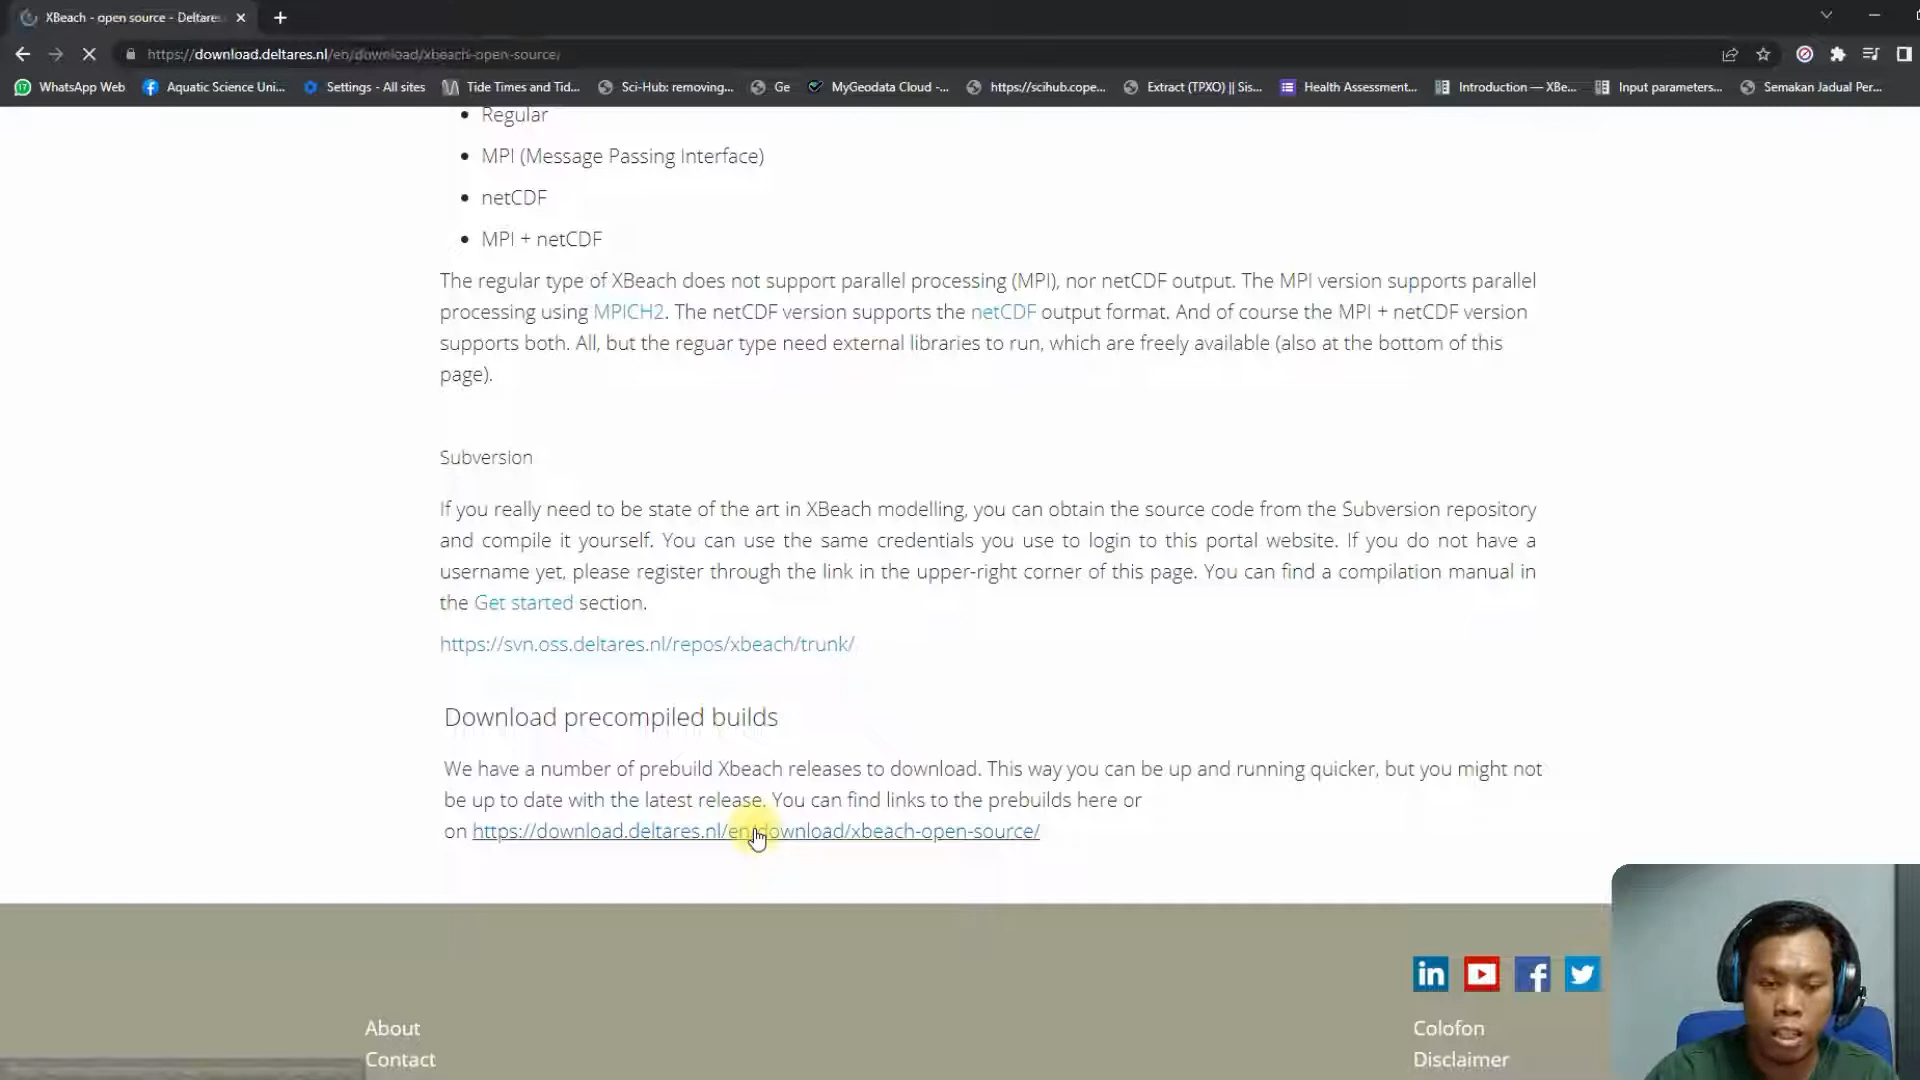 XBeach - open source - Deltares
https://download.deltares.nl/en/download/xbeach-open-source/
WhatsApp Web
Aquatic Science Uni...
Settings - All sites
Tide Times and Tid...
Sci-Hub: removing...
Ge
MyGeodata Cloud -...
https://scihub.cope...
Extract (TPXO) || Sis...
Health Assessment...
Introduction — XBe...
Input parameters...
Semakan Jadual Per...
• Regular
• MPI (Message Passing Interface)
• netCDF
• MPI + netCDF
The regular type of XBeach does not support parallel processing (MPI), nor netCDF output. The MPI version supports parallel
processing using MPICH2. The netCDF version supports the netCDF output format. And of course the MPI + netCDF version
supports both. All, but the reguar type need external libraries to run, which are freely available (also at the bottom of this
page).
Subversion
If you really need to be state of the art in XBeach modelling, you can obtain the source code from the Subversion repository
and compile it yourself. You can use the same credentials you use to login to this portal website. If you do not have a
username yet, please register through the link in the upper-right corner of this page. You can find a compilation manual in
the Get started section.
https://svn.oss.deltares.nl/repos/xbeach/trunk/
Download precompiled builds
We have a number of prebuild Xbeach releases to download. This way you can be up and running quicker, but you might not
be up to date with the latest release. You can find links to the prebuilds here or
on https://download.deltares.nl/en/download/xbeach-open-source/
About
Contact
Colofon
Disclaimer